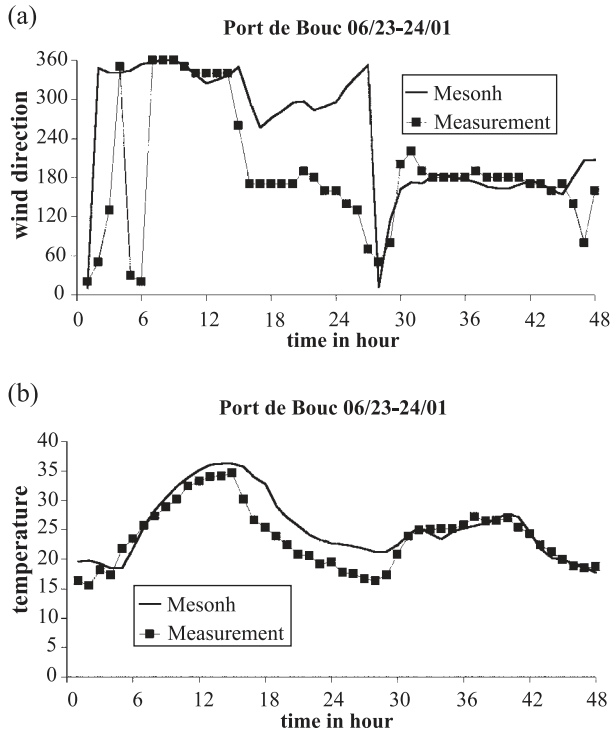 (a)
Port de Bouc 06/23-24/01
360
300
240
180
120
60
0
wind direction
Mesonh
Measurement
0 6 12 18 24 30 36 42 48
time in hour
(b)
Port de Bouc 06/23-24/01
40
35
30
25
20
15
10
5
0
temperature
Mesonh
Measurement
0 6 12 18 24 30 36 42 48
time in hour